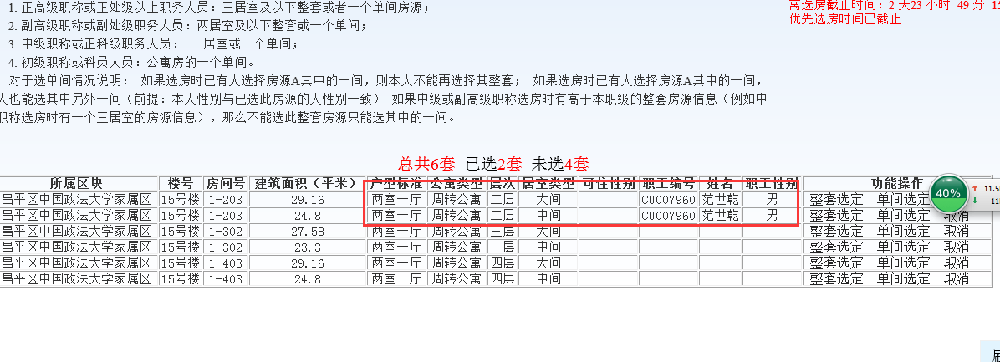 1. 正高级职称或正处级以上职务人员：三居室及以下整套或者一个单间房源；
离选房截止时间：2 天23 小时 49 分
2. 副高级职称或副处级职务人员：两居室及以下整套或一个单间；
优先选房时间已截止
3. 中级职称或正科级职务人员： 一居室或一个单间；
4. 初级职称或科员人员：公寓房的一个单间。
对于选单间情况说明： 如果选房时已有人选择房源A其中的一间，则本人不能再选择其整套； 如果选房时已有人选择房源A其中的一间，
人也能选其中另外一间（前提：本人性别与已选此房源的人性别一致） 如果中级或副高级职称选房时有高于本职级的整套房源信息（例如中
职称选房时有一个三居室的房源信息），那么不能选此整套房源只能选其中的一间。
总共6套 已选2套 未选4套
所属区块 楼号 房间号 建筑面积（平米） 户型标准 公寓类型 层次 居室类型 可住性别 职工编号 姓名 职工性别 功能操作
昌平区中国政法大学家属区 15号楼 1-203 29.16 两室一厅 周转公寓 二层 大间 CU007960 范世乾 男 整套选定 单间选定
昌平区中国政法大学家属区 15号楼 1-203 24.8 两室一厅 周转公寓 二层 中间 CU007960 范世乾 男 整套选定 单间选定 取消
昌平区中国政法大学家属区 15号楼 1-302 27.58 两室一厅 周转公寓 三层 大间 整套选定 单间选定 取消
昌平区中国政法大学家属区 15号楼 1-302 23.3 两室一厅 周转公寓 三层 中间 整套选定 单间选定 取消
昌平区中国政法大学家属区 15号楼 1-403 29.16 两室一厅 周转公寓 四层 大间 整套选定 单间选定 取消
昌平区中国政法大学家属区 15号楼 1-403 24.8 两室一厅 周转公寓 四层 中间 整套选定 单间选定 取消
40%
11.5